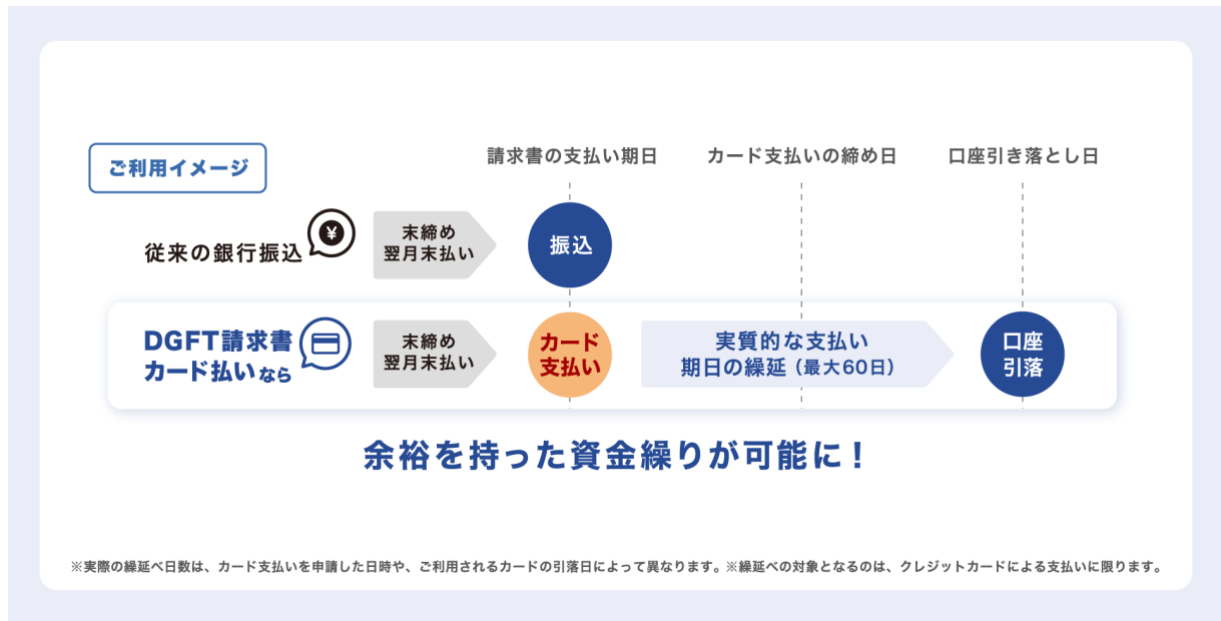 ご利用イメージ
請求書の支払い期日
カード支払いの締め日
口座引き落とし日
従来の銀行振込
¥
末締め
翌月末払い
振込
DGFT請求書
カード払いなら
末締め
翌月末払い
カード
支払い
実質的な支払い
期日の繰延（最大60日）
口座
引落
余裕を持った資金繰りが可能に！
※実際の繰延べ日数は、カード支払いを申請した日時や、ご利用されるカードの引落日によって異なります。※繰延べの対象となるのは、クレジットカードによる支払いに限ります。